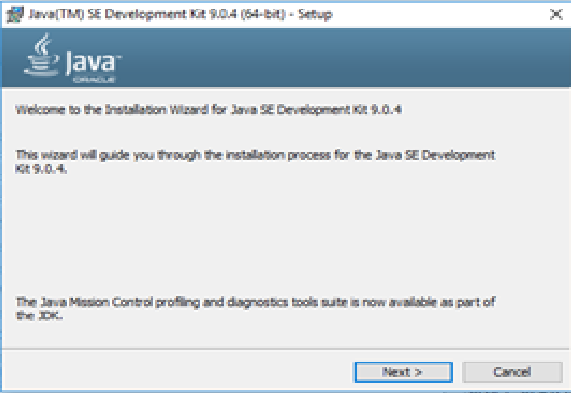 Java(TM) SE Development Kit 9.0.4 (64-bit) - Setup
Java™
ORACLE
Welcome to the Installation Wizard for Java SE Development Kit 9.0.4
This wizard will guide you through the installation process for the Java SE Development
Kit 9.0.4.
The Java Mission Control profiling and diagnostics tools suite is now available as part of
the JDK.
Next >
Cancel